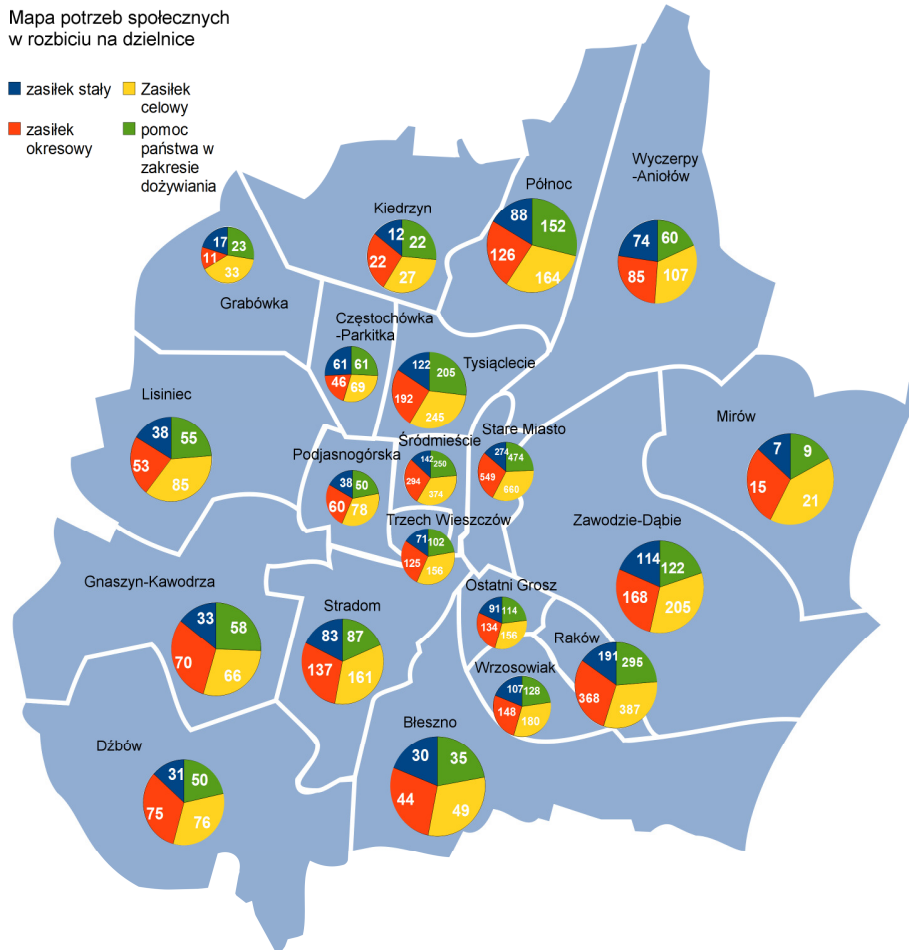 Mapa potrzeb społecznych
w rozbiciu na dzielnice
zasiłek stały
zasiłek
okresowy
Zasiłek
celowy
pomoc
państwa w
zakresie
dożywiania
Wyczerpy
-Aniołów
74 60
85 107
Północ
88 152
126 164
Kiedrzyn
12 22
22 27
17 23
11 33
Grabówka
Częstochówka
-Parkitka
61 61
46 69
Tysiąclecie
122 205
192 245
Lisiniec
38 55
53 85
Mirów
7 9
15 21
Stare Miasto
274 474
549 660
Śródmieście
142 250
294 374
Podjasnogórska
38 50
60 78
Trzech Wieszczów
71 102
125 156
Zawodzie-Dąbie
114 122
168 205
Gnaszyn-Kawodrza
33 58
70 66
Stradom
83 87
137 161
Ostatni Grosz
91 114
134 156
Raków
191 295
368 387
Wrzosowiak
107 128
148 180
Błeszno
30 35
44 49
Dźbów
31 50
75 76